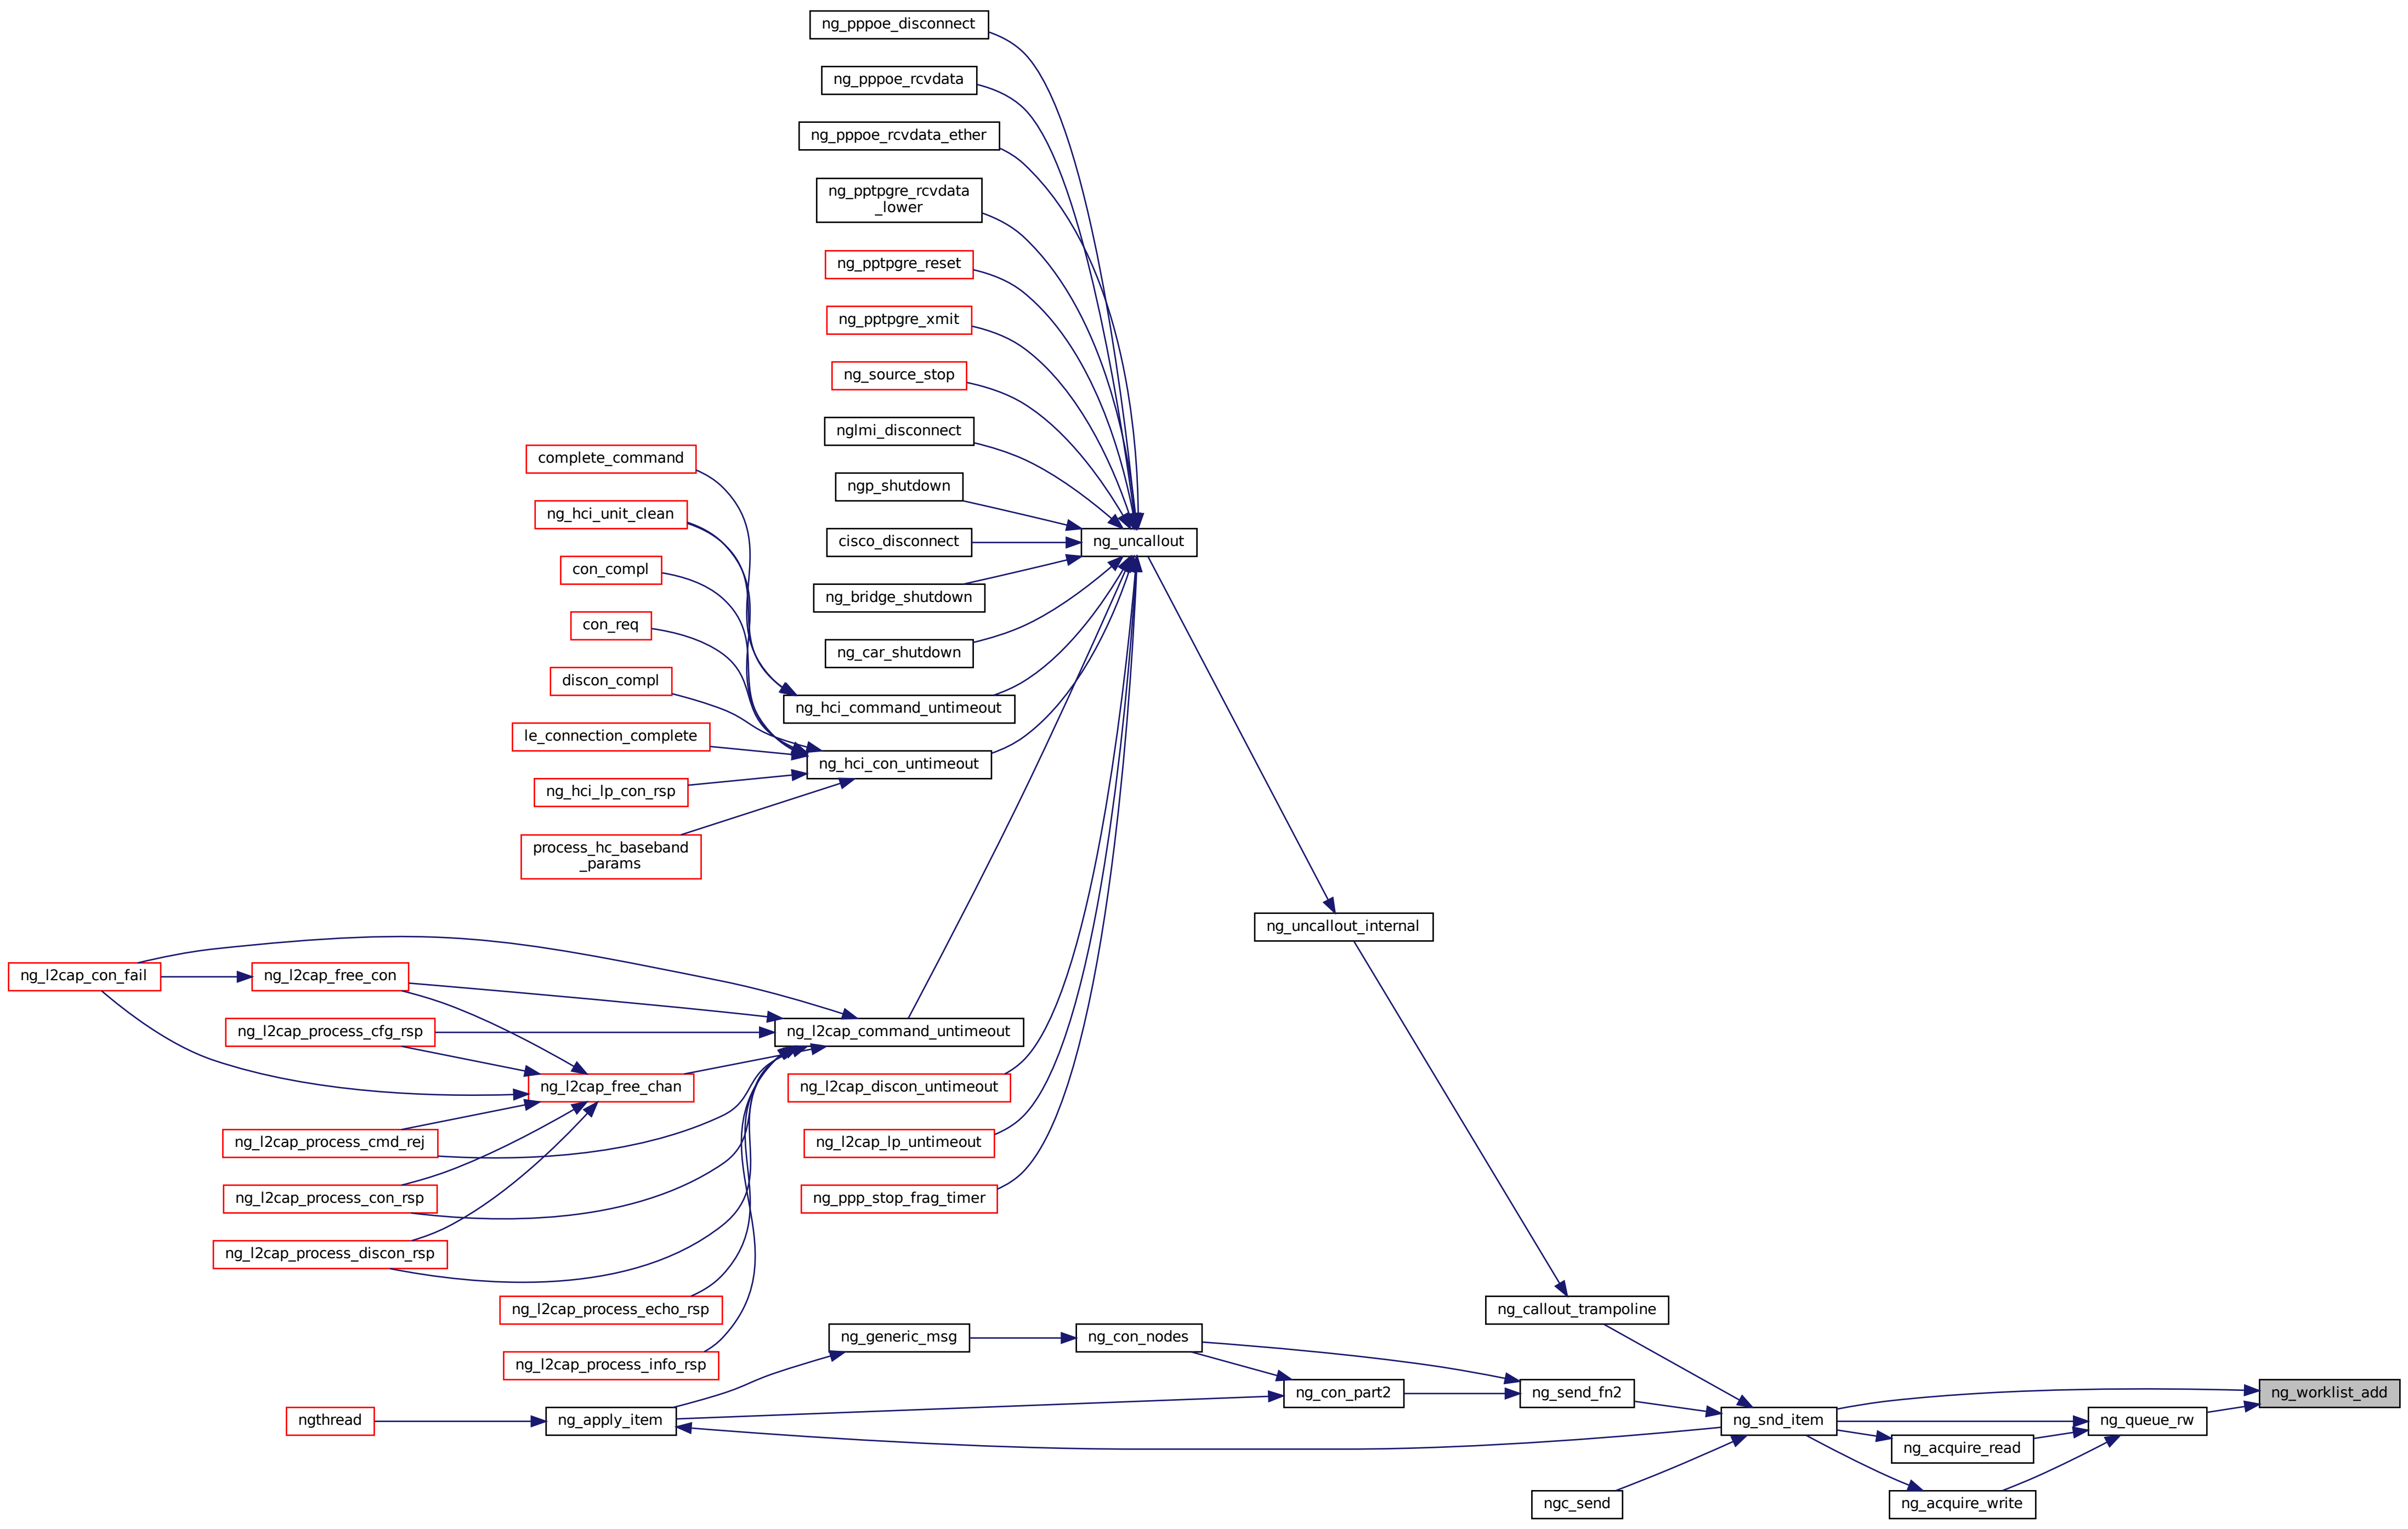 ng_pppoe_disconnect
ng_pppoe_rcvdata
ng_pppoe_rcvdata_ether
ng_pptpgre_rcvdata
_lower
ng_pptpgre_reset
ng_pptpgre_xmit
ng_source_stop
nglmi_disconnect
complete_command
ngp_shutdown
ng_hci_unit_clean
cisco_disconnect
ng_uncallout
con_compl
ng_bridge_shutdown
con_req
ng_car_shutdown
discon_compl
ng_hci_command_untimeout
le_connection_complete
ng_hci_con_untimeout
ng_hci_lp_con_rsp
process_hc_baseband
_params
ng_uncallout_internal
ng_l2cap_con_fail
ng_l2cap_free_con
ng_l2cap_process_cfg_rsp
ng_l2cap_command_untimeout
ng_l2cap_free_chan
ng_l2cap_discon_untimeout
ng_l2cap_process_cmd_rej
ng_l2cap_lp_untimeout
ng_l2cap_process_con_rsp
ng_ppp_stop_frag_timer
ng_l2cap_process_discon_rsp
ng_l2cap_process_echo_rsp
ng_callout_trampoline
ng_generic_msg
ng_con_nodes
ng_l2cap_process_info_rsp
ng_con_part2
ng_send_fn2
ng_worklist_add
ngthread
ng_apply_item
ng_snd_item
ng_queue_rw
ng_acquire_read
ngc_send
ng_acquire_write